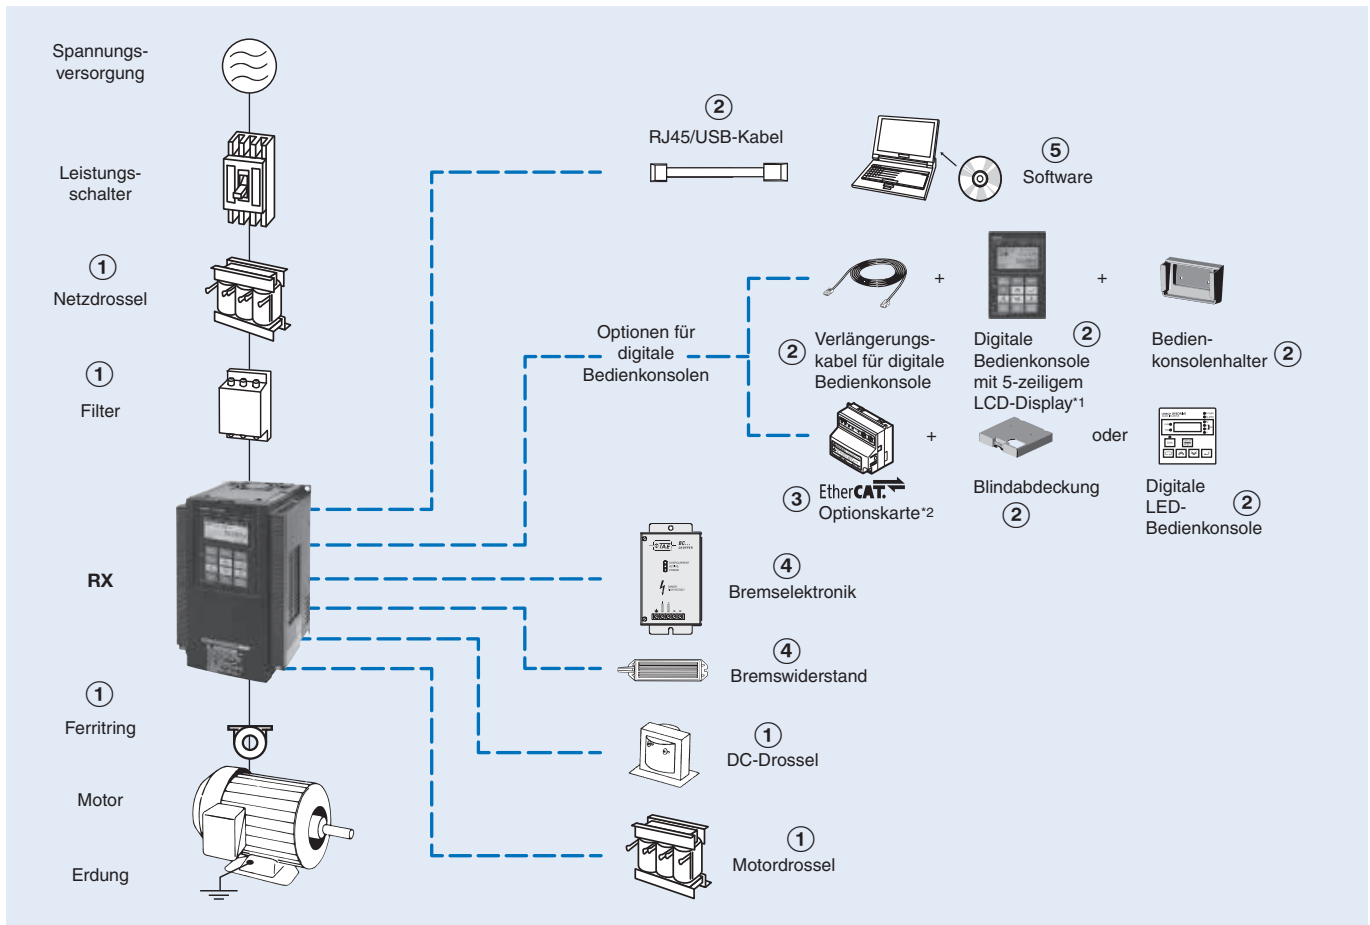 Spannungs-
versorgung
Leistungs-
schalter
1
Netzdrossel
1
Filter
RX
1
Ferritring
Motor
Erdung
2
RJ45/USB-Kabel
5
Software
Optionen für
digitale
Bedienkonsolen
+
+
2
Verlängerungs-
kabel für digitale
Bedienkonsole
Digitale
Bedienkonsole
mit 5-zeiligem
LCD-Display*1
2
Bedien-
konsolenhalter
2
+
oder
3
EtherCAT.
Optionskarte*2
Blindabdeckung
2
Digitale
LED-
Bedienkonsole
2
4
Bremselektronik
4
Bremswiderstand
1
DC-Drossel
1
Motordrossel